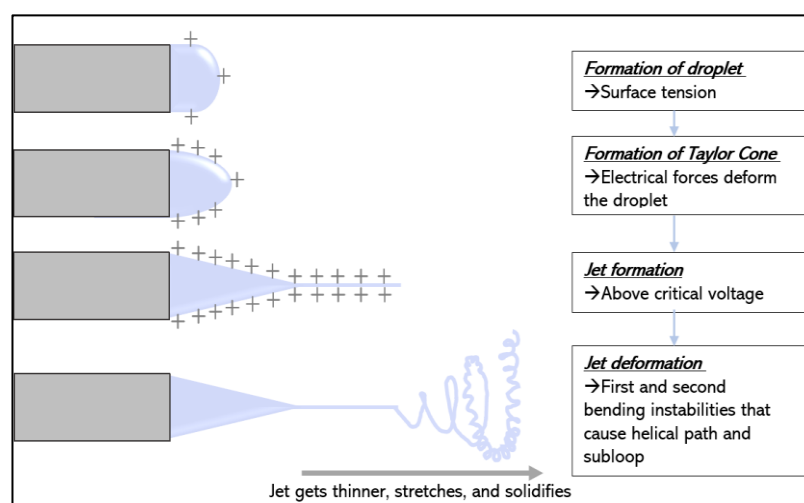 Formation of droplet
→Surface tension
Formation of Taylor Cone
→Electrical forces deform
the droplet
Jet formation
→Above critical voltage
Jet deformation
→First and second
bending instabilities that
cause helical path and
subloop
Jet gets thinner, stretches, and solidifies